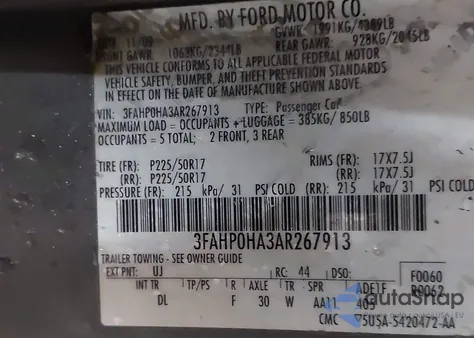 MFD. BY FORD MOTOR CO.
11/09 GVWR: 1991KG/4389LB
FRONT GAWR: 1063KG/2344LB REAR GAWR: 928KG/2045LB
THIS VEHICLE CONFORMS TO ALL APPLICABLE FEDERAL MOTOR
VEHICLE SAFETY, BUMPER, AND THEFT PREVENTION STANDARDS
IN EFFECT ON THE DATE OF MANUFACTURE SHOWN ABOVE.
VIN: 3FAHP0HA3AR267913 TYPE: Passenger Car
MAXIMUM LOAD = OCCUPANTS + LUGGAGE = 385KG/850LB
OCCUPANTS = 5 TOTAL; 2 FRONT, 3 REAR
TIRE (FR): P225/50R17 RIMS (FR): 17X7.5J
(RR): P225/50R17 (RR): 17X7.5J
PRESSURE (FR): 215 kPa/ 31 PSI COLD (RR): 215 kPa/ 31 PSI COLD
3FAHP0HA3AR267913
TRAILER TOWING - SEE OWNER GUIDE
EXT PNT: UJ RC: 44 DSO: F0060
INT TR TP/PS R AXLE TR SPR R0062
DL F 30 W AA11
CMC 5USA-5420472-AA
autoSnap